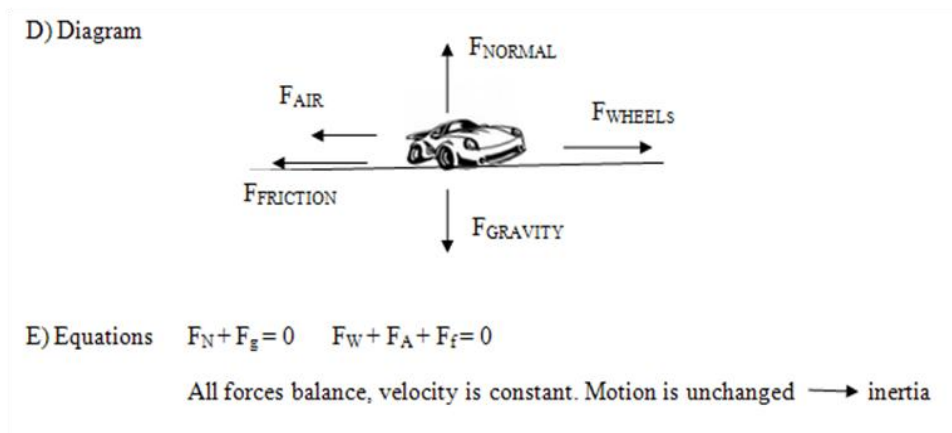 D) Diagram
FNORMAL
FAIR
FWHEELS
FFRICTION
FGRAVITY
E) Equations FN+Fg=0 FW+FA+Ff=0
All forces balance, velocity is constant. Motion is unchanged → inertia